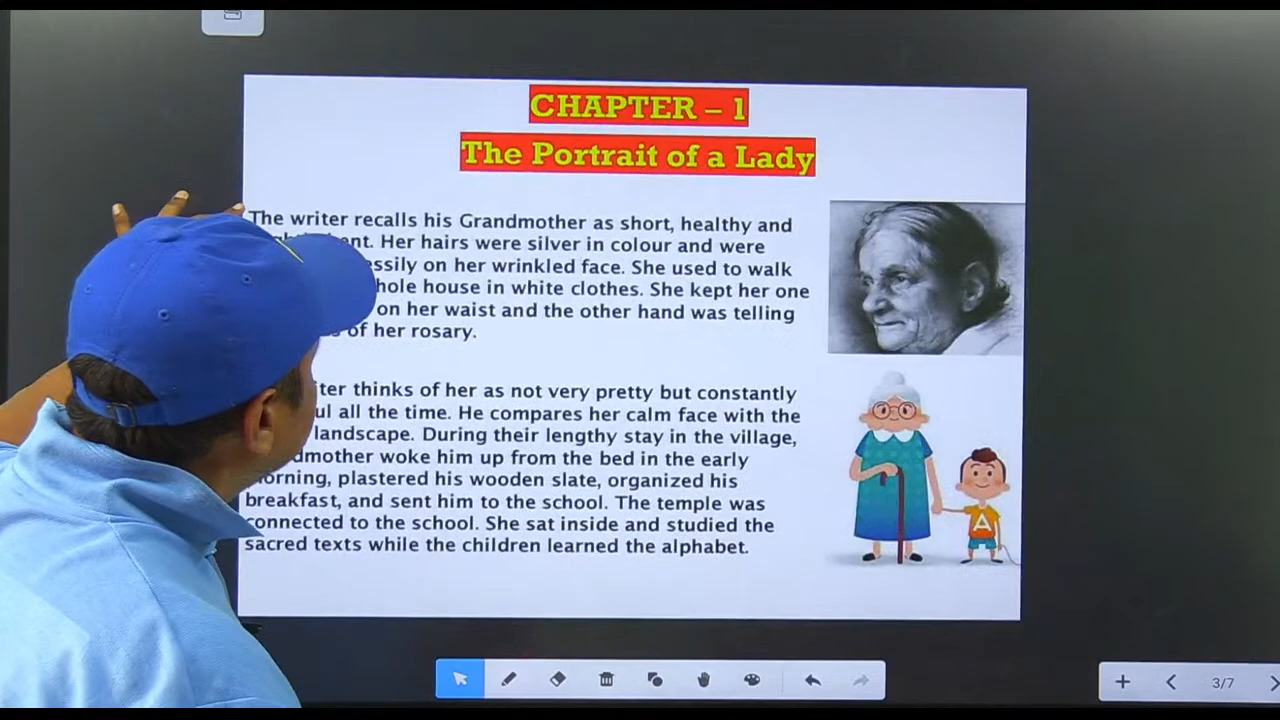 CHAPTER – 1
The Portrait of a Lady
The writer recalls his Grandmother as short, healthy and
Her hairs were silver in colour and were
on her wrinkled face. She used to walk
house in white clothes. She kept her one
on her waist and the other hand was telling
of her rosary.
thinks of her as not very pretty but constantly
all the time. He compares her calm face with the
landscape. During their lengthy stay in the village,
woke him up from the bed in the early
morning, plastered his wooden slate, organized his
breakfast, and sent him to the school. The temple was
connected to the school. She sat inside and studied the
sacred texts while the children learned the alphabet.
A
3/7